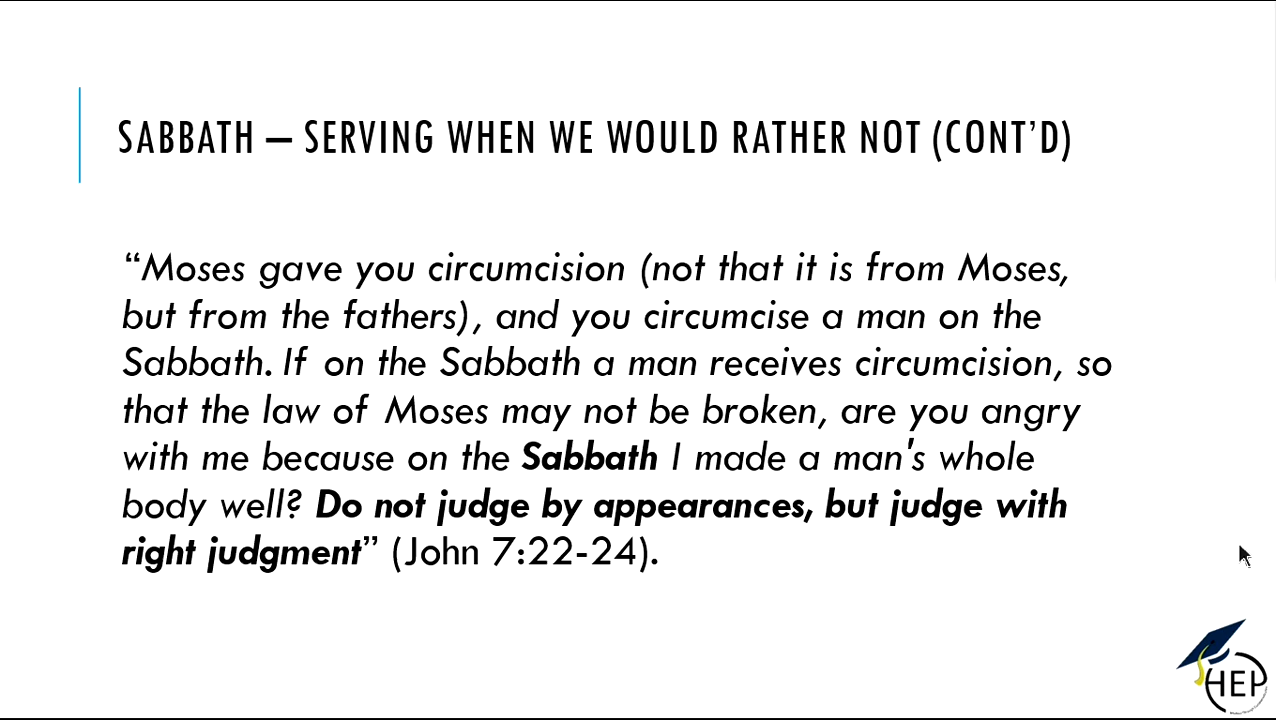 SABBATH – SERVING WHEN WE WOULD RATHER NOT (CONT’D)
“Moses gave you circumcision (not that it is from Moses,
but from the fathers), and you circumcise a man on the
Sabbath. If on the Sabbath a man receives circumcision, so
that the law of Moses may not be broken, are you angry
with me because on the Sabbath I made a man's whole
body well? Do not judge by appearances, but judge with
right judgment” (John 7:22-24).
HEP